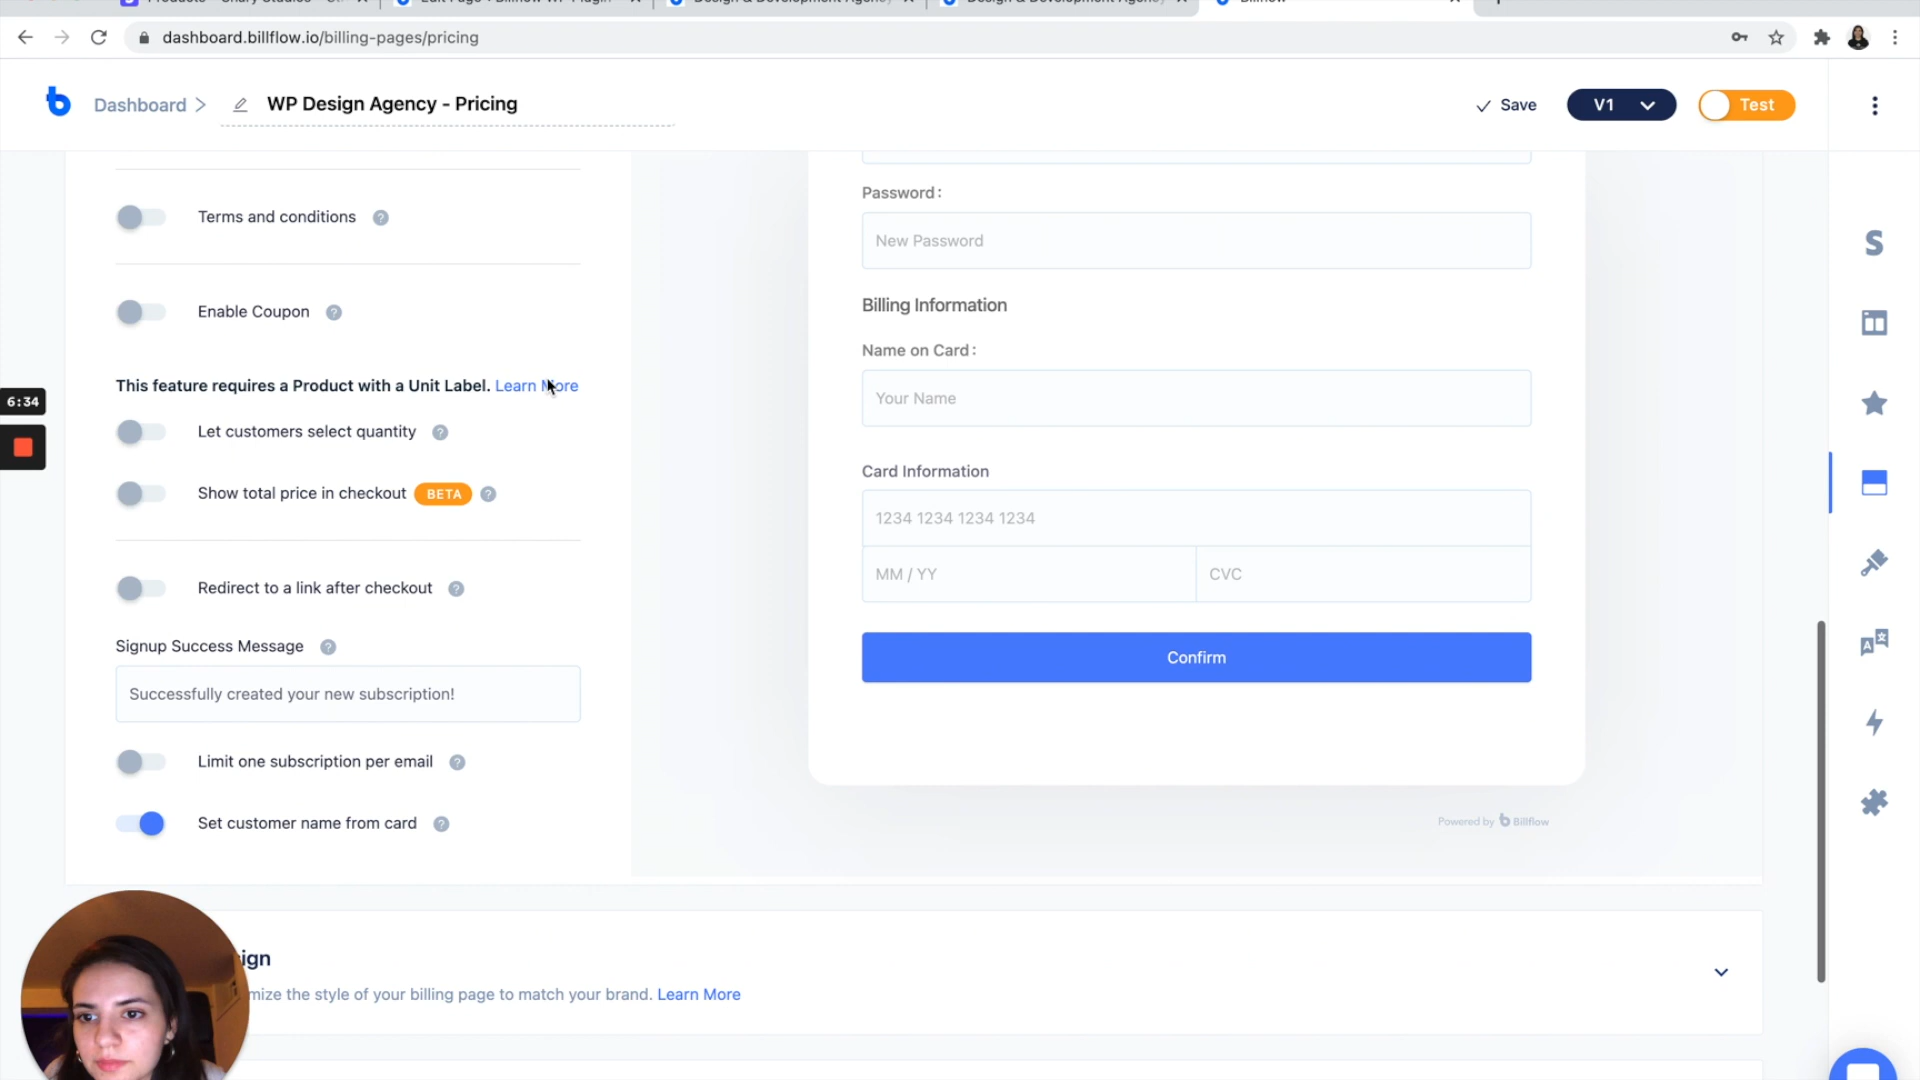 dashboard.billflow.io/billing-pages/pricing
Dashboard > WP Design Agency - Pricing
Save
V1
Test
Terms and conditions ?
Enable Coupon ?
This feature requires a Product with a Unit Label. Learn More
Let customers select quantity ?
Show total price in checkout BETA ?
Redirect to a link after checkout ?
Signup Success Message ?
Successfully created your new subscription!
Limit one subscription per email ?
Set customer name from card ?
6:34
Password:
New Password
Billing Information
Name on Card:
Your Name
Card Information
1234 1234 1234 1234
MM / YY
CVC
Confirm
Powered by Billflow
ign
mize the style of your billing page to match your brand. Learn More